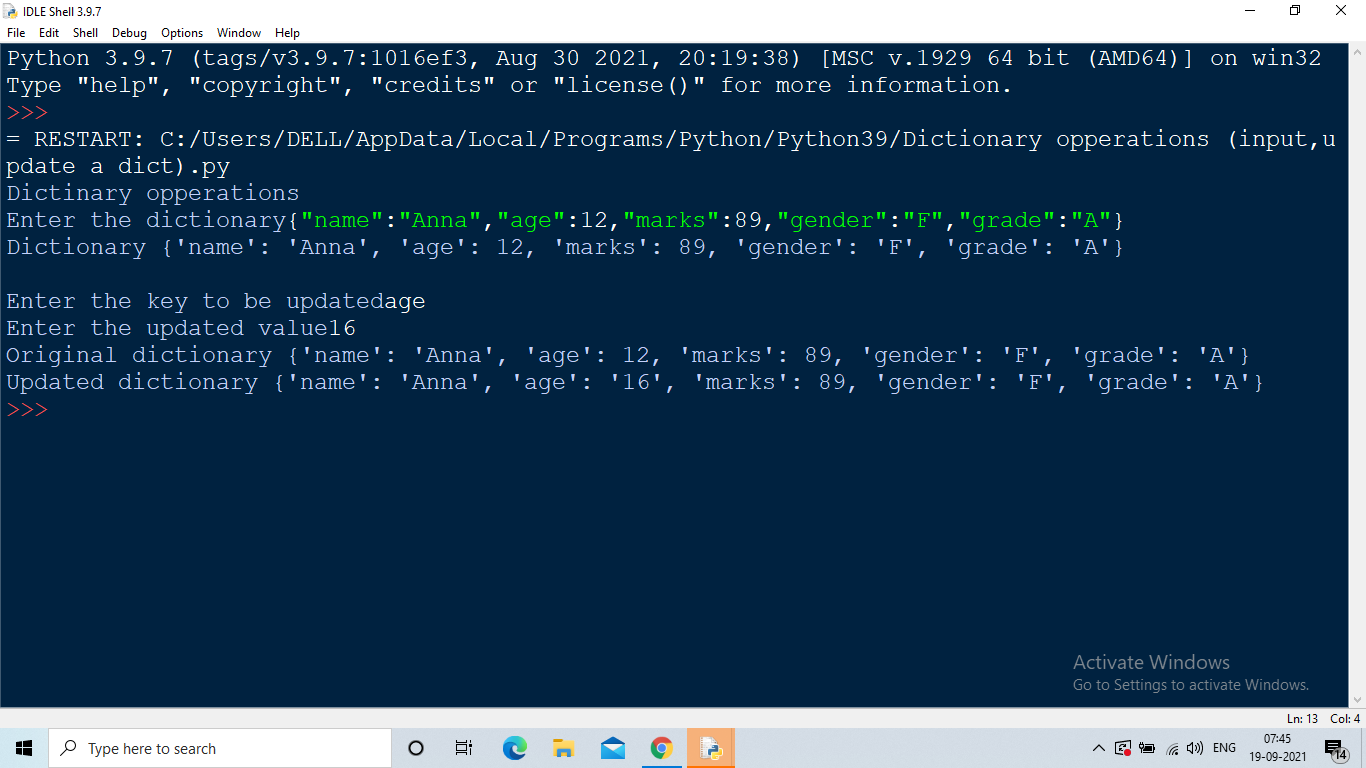 IDLE Shell 3.9.7
File Edit Shell Debug Options Window Help
Python 3.9.7 (tags/v3.9.7:1016ef3, Aug 30 2021, 20:19:38) [MSC v.1929 64 bit (AMD64)] on win32
Type "help", "copyright", "credits" or "license()" for more information.
>>>
= RESTART: C:/Users/DELL/AppData/Local/Programs/Python/Python39/Dictionary opperations (input,u
pdate a dict).py
Dictinary opperations
Enter the dictionary{"name":"Anna","age":12,"marks":89,"gender":"F","grade":"A"}
Dictionary {'name': 'Anna', 'age': 12, 'marks': 89, 'gender': 'F', 'grade': 'A'}
Enter the key to be updatedage
Enter the updated value16
Original dictionary {'name': 'Anna', 'age': 12, 'marks': 89, 'gender': 'F', 'grade': 'A'}
Updated dictionary {'name': 'Anna', 'age': '16', 'marks': 89, 'gender': 'F', 'grade': 'A'}
>>>
Activate Windows
Go to Settings to activate Windows.
Ln: 13 Col: 4
Type here to search
ENG
07:45
19-09-2021
14